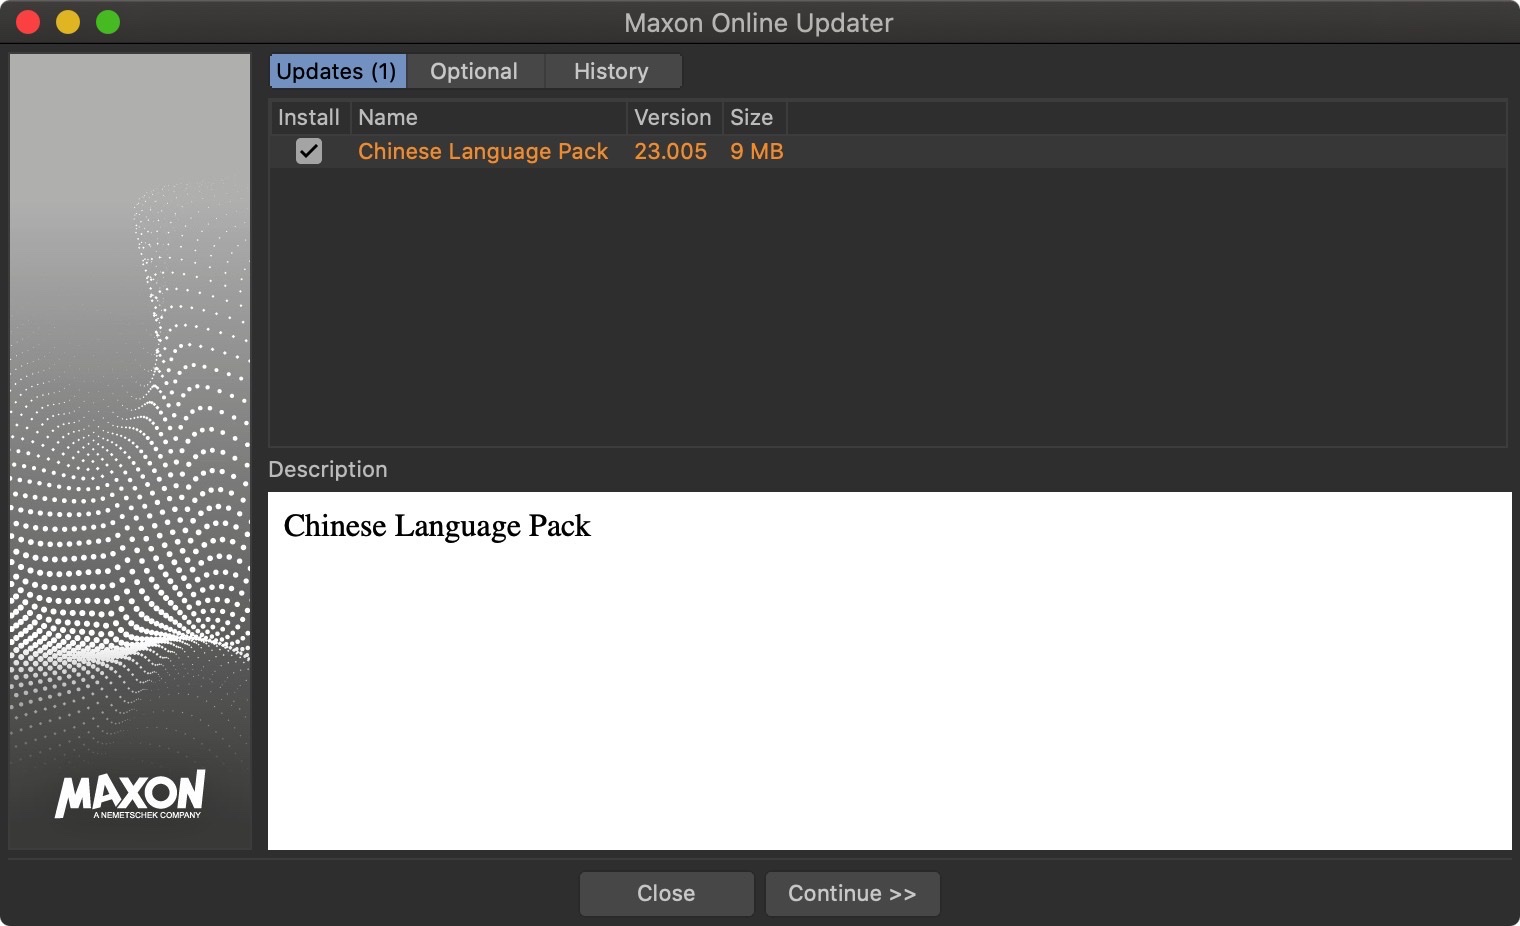 Maxon Online Updater
Updates (1) Optional History
Install Name Version Size
Chinese Language Pack 23.005 9 MB
Description
Chinese Language Pack
MAXON
A NEMETSCHEK COMPANY
Close Continue >>